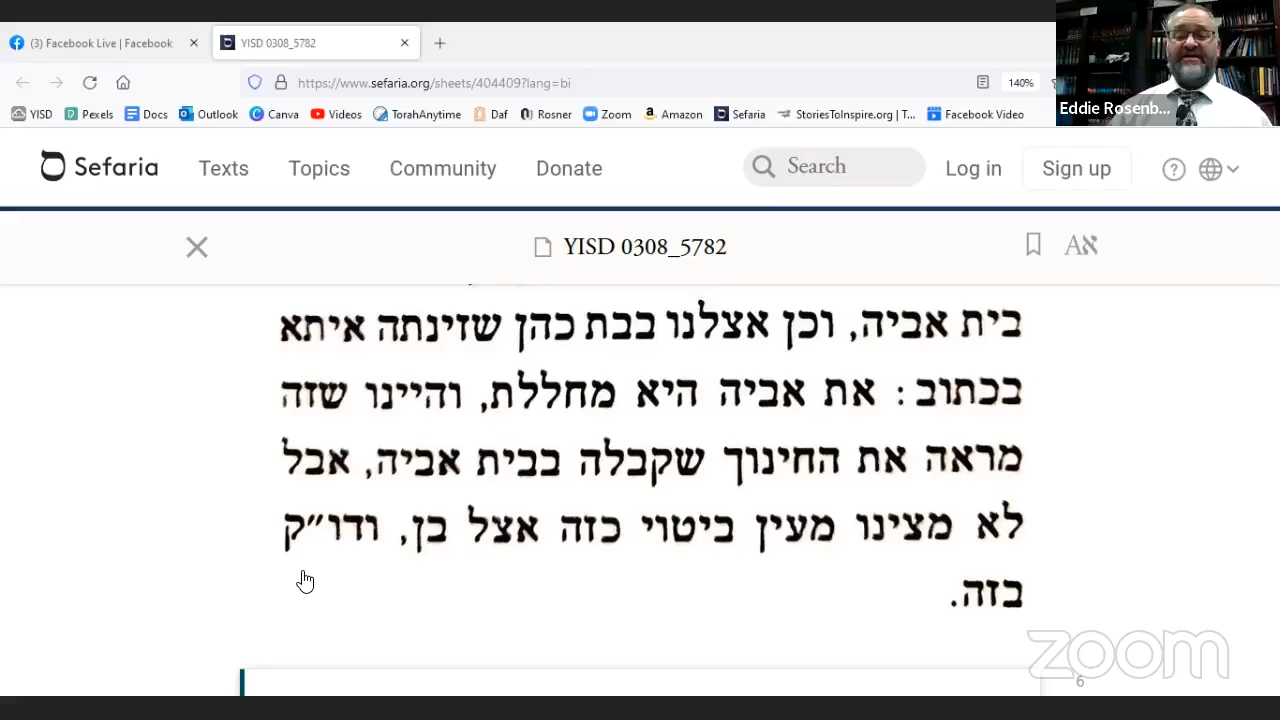 (3) Facebook Live | Facebook
YISD 0308_5782
https://www.sefaria.org/sheets/404409?lang=bi
140%
YISD Pexels Docs Outlook Canva Videos TorahAnytime Daf Rosner Zoom Amazon Sefaria StoriesToInspire.org | T... Facebook Video
Eddie Rosenb...
Sefaria Texts Topics Community Donate Search Log in Sign up
YISD 0308_5782
Aא
בית אביה, וכן אצלנו בבת כהן שזינתה איתא
בכתוב: את אביה היא מחללת, והיינו שזה
מראה את החינוך שקבלה בבית אביה, אבל
לא מצינו מעין ביטוי כזה אצל בן, ודו״ק
בזה.
zoom
6